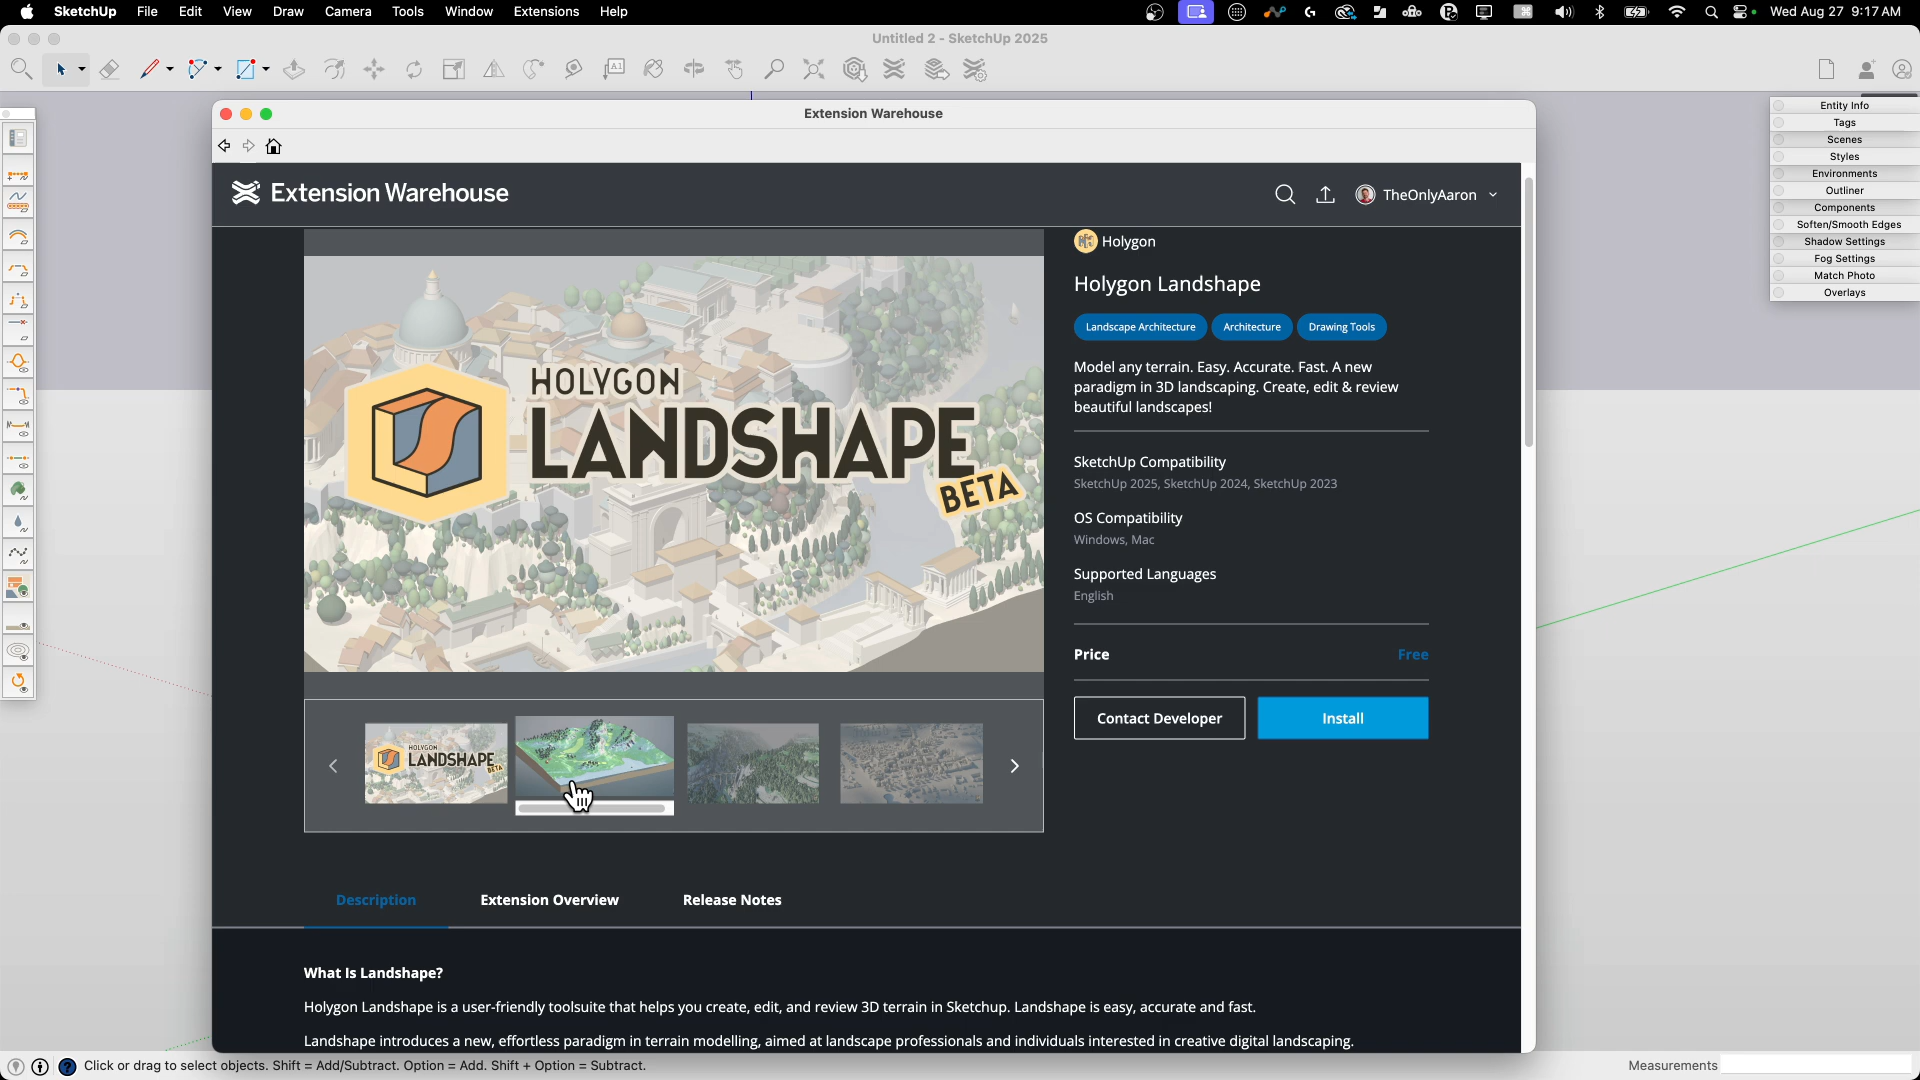 SketchUp File Edit View Draw Camera Tools Window Extensions Help
Wed Aug 27 9:17 AM
Untitled 2 - SketchUp 2025
A1
Extension Warehouse
Extension Warehouse
TheOnlyAaron
Entity Info
Tags
Scenes
Styles
Environments
Outliner
Components
Soften/Smooth Edges
Shadow Settings
Fog Settings
Match Photo
Overlays
HOLYGON
LANDSHAPE
BETA
Holygon
Holygon Landshape
Landscape Architecture Architecture Drawing Tools
Model any terrain. Easy. Accurate. Fast. A new
paradigm in 3D landscaping. Create, edit & review
beautiful landscapes!
SketchUp Compatibility
SketchUp 2025, SketchUp 2024, SketchUp 2023
OS Compatibility
Windows, Mac
Supported Languages
English
Price Free
Contact Developer Install
HOLYGON
LANDSHAPE
BETA
Description Extension Overview Release Notes
What Is Landshape?
Holygon Landshape is a user-friendly toolsuite that helps you create, edit, and review 3D terrain in Sketchup. Landshape is easy, accurate and fast.
Landshape introduces a new, effortless paradigm in terrain modelling, aimed at landscape professionals and individuals interested in creative digital landscaping.
Click or drag to select objects. Shift = Add/Subtract. Option = Add. Shift + Option = Subtract.
Measurements